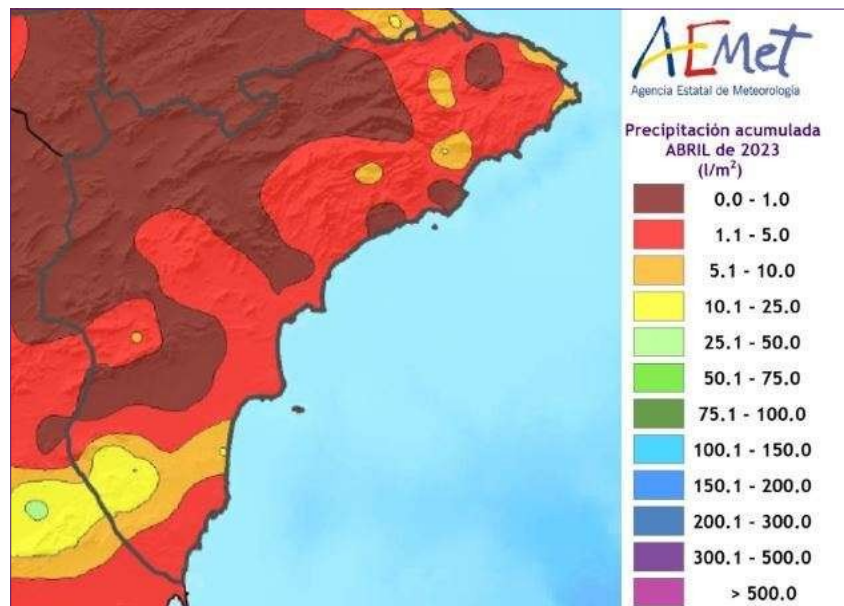 AEMet
Agencia Estatal de Meteorología
Precipitación acumulada
ABRIL de 2023
(l/m²)
0.0 - 1.0
1.1 - 5.0
5.1 - 10.0
10.1 - 25.0
25.1 - 50.0
50.1 - 75.0
75.1 - 100.0
100.1 - 150.0
150.1 - 200.0
200.1 - 300.0
300.1 - 500.0
> 500.0